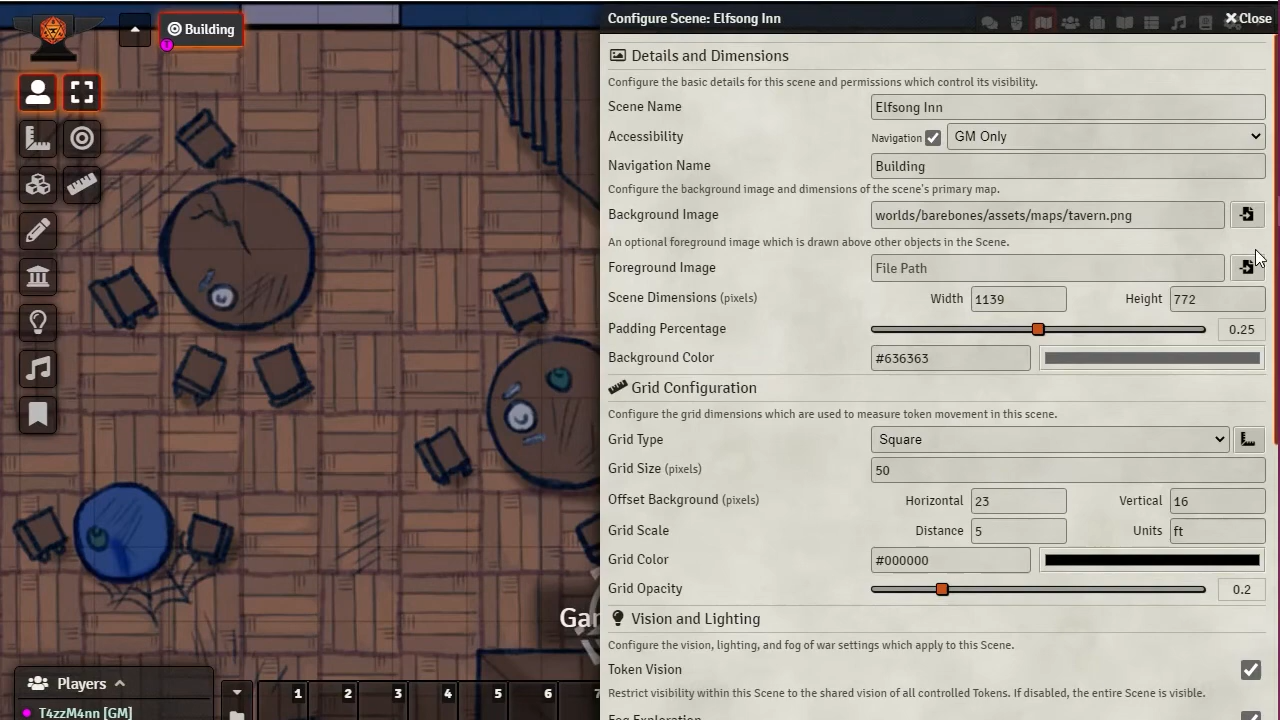 Building
Configure Scene: Elfsong Inn
Close
Details and Dimensions
Configure the basic details for this scene and permissions which control its visibility.
Scene Name Elfsong Inn
Accessibility Navigation GM Only
Navigation Name Building
Configure the background image and dimensions of the scene's primary map.
Background Image worlds/barebones/assets/maps/tavern.png
An optional foreground image which is drawn above other objects in the Scene.
Foreground Image File Path
Scene Dimensions (pixels) Width 1139 Height 772
Padding Percentage 0.25
Background Color #636363
Grid Configuration
Configure the grid dimensions which are used to measure token movement in this scene.
Grid Type Square
Grid Size (pixels) 50
Offset Background (pixels) Horizontal 23 Vertical 16
Grid Scale Distance 5 Units ft
Grid Color #000000
Grid Opacity 0.2
Vision and Lighting
Configure the vision, lighting, and fog of war settings which apply to this Scene.
Token Vision
Restrict visibility within this Scene to the shared vision of all controlled Tokens. If disabled, the entire Scene is visible.
Fog Exploration
Players
T4zzM4nn [GM]
1 2 3 4 5 6 7